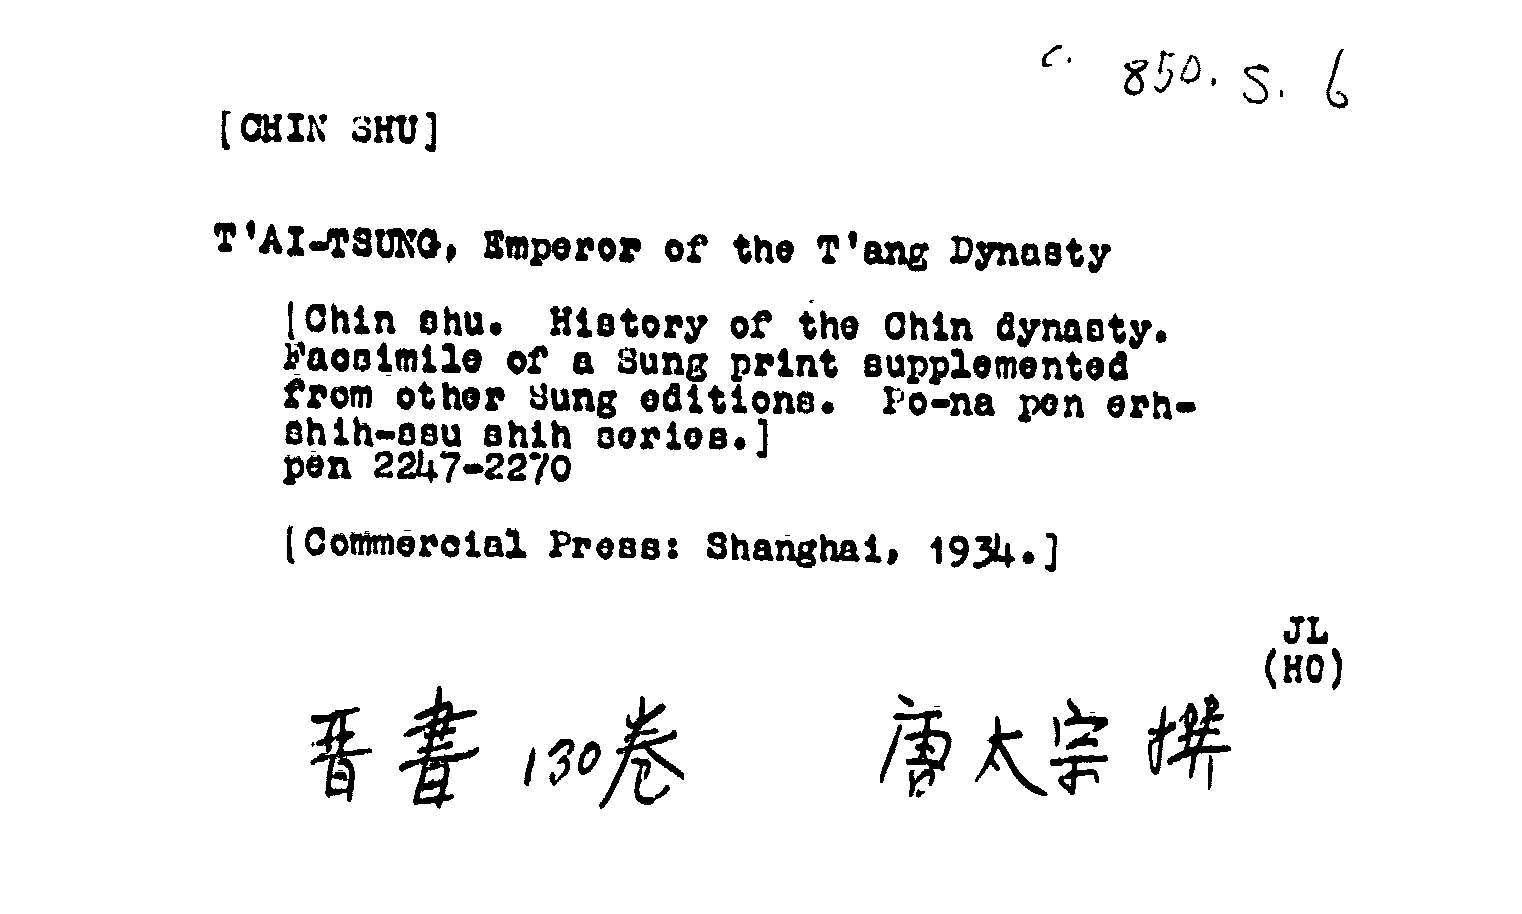 c. 850. S. 6
[CHIN SHU]
T'AI-TSUNG, Emperor of the T'ang Dynasty
[Chin shu. History of the Chin dynasty.
Facsimile of a Sung print supplemented
from other Sung editions. Po-na pen erh-
shih-ssu shih series.]
pen 2247-2270
[Commercial Press: Shanghai, 1934.]
JL
(HO)
晋書 130卷 唐太宗撰